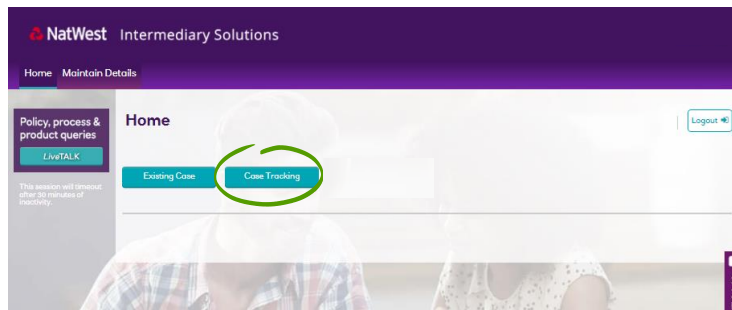 NatWest Intermediary Solutions
Home Maintain Details
Policy, process &
product queries
LiveTALK
This session will timeout
after 30 minutes of
inactivity.
Home
Logout
Existing Case Case Tracking